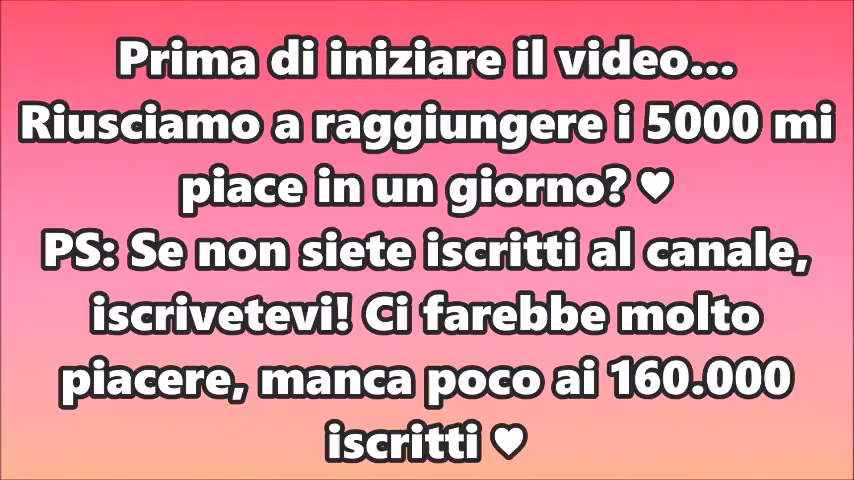 Prima di iniziare il video...
Riusciamo a raggiungere i 5000 mi
piace in un giorno? ♥
PS: Se non siete iscritti al canale,
iscrivetevi! Ci farebbe molto
piacere, manca poco ai 160.000
iscritti ♥